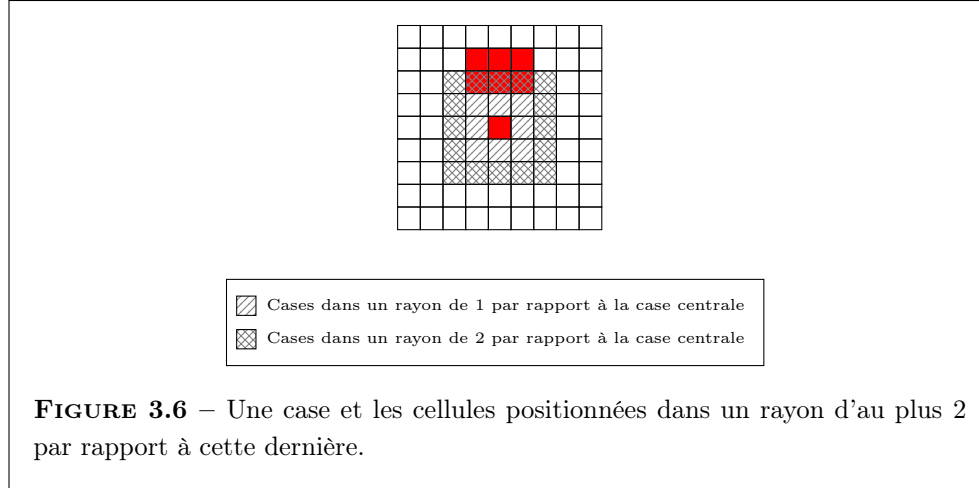 Cases dans un rayon de 1 par rapport à la case centrale
Cases dans un rayon de 2 par rapport à la case centrale
FIGURE 3.6 – Une case et les cellules positionnées dans un rayon d'au plus 2
par rapport à cette dernière.